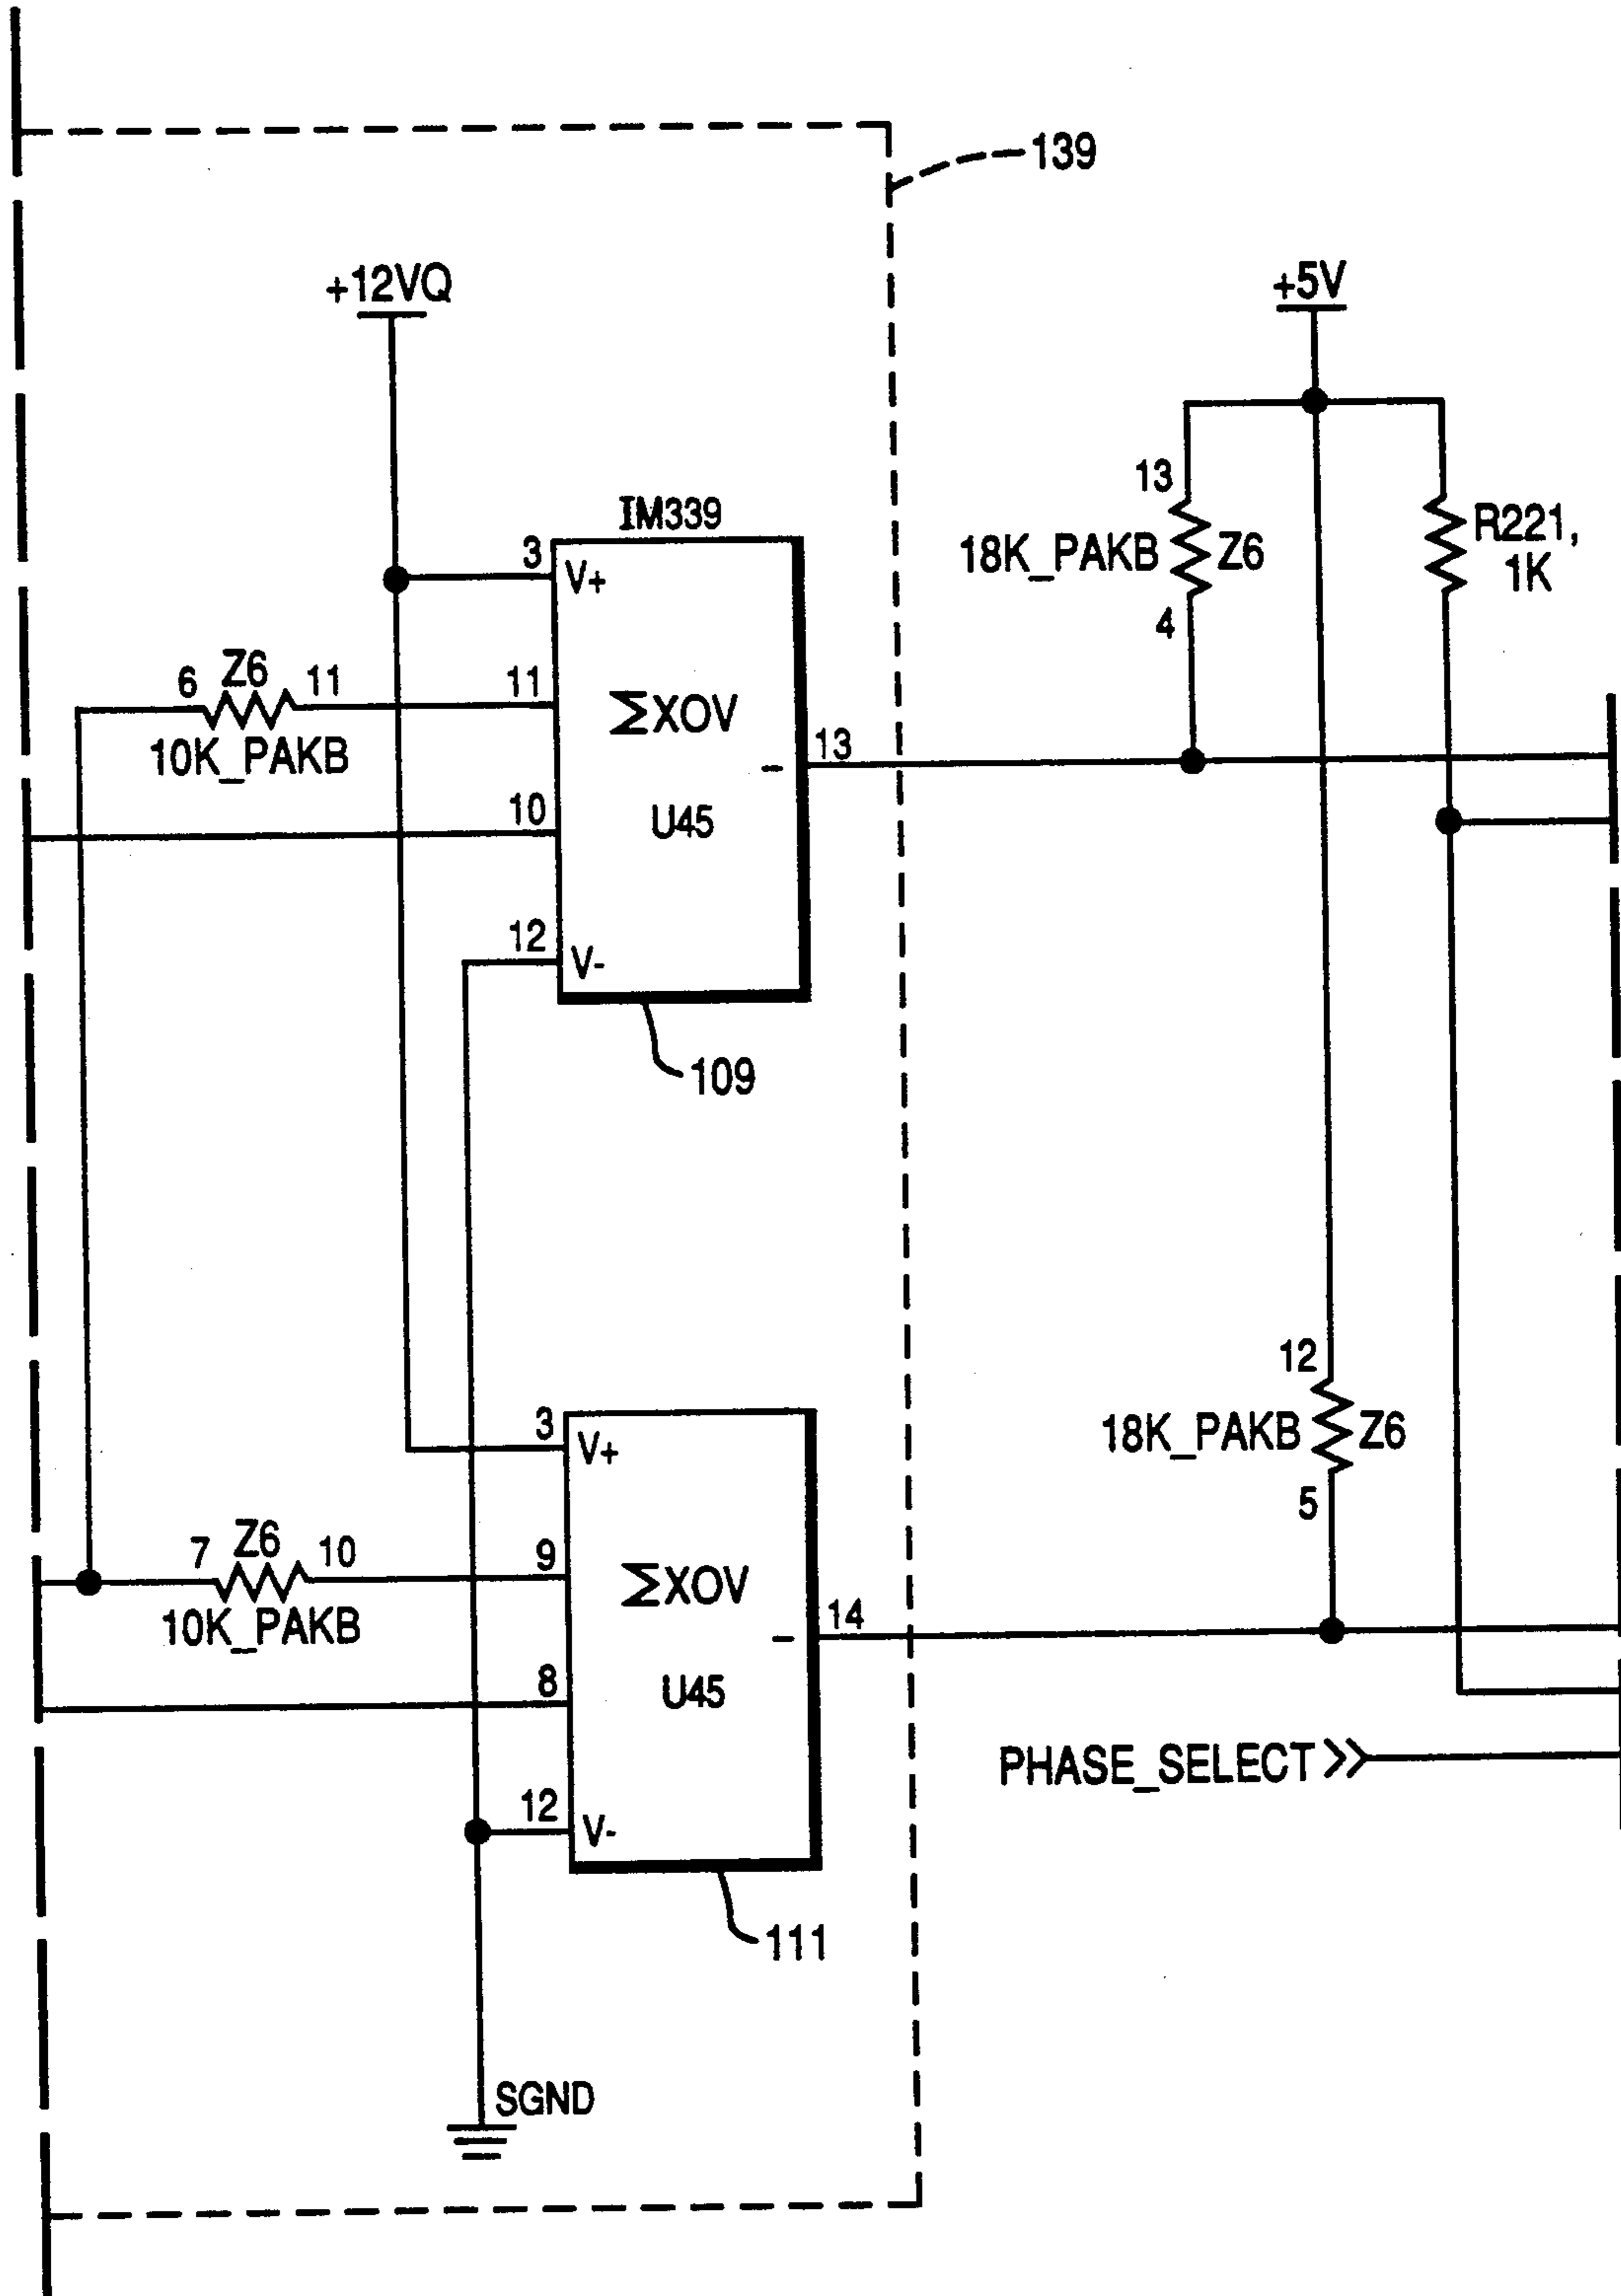 139
+12VQ
+5V
IM339
3
V+
13
18K_PAKB
Z6
R221,
1K
4
6
Z6
11
11
10K_PAKB
ΣXOV
13
-
10
U45
12
V-
109
12
18K_PAKB
Z6
5
3
V+
7
Z6
10
9
10K_PAKB
ΣXOV
14
-
8
U45
PHASE_SELECT
12
V-
111
SGND